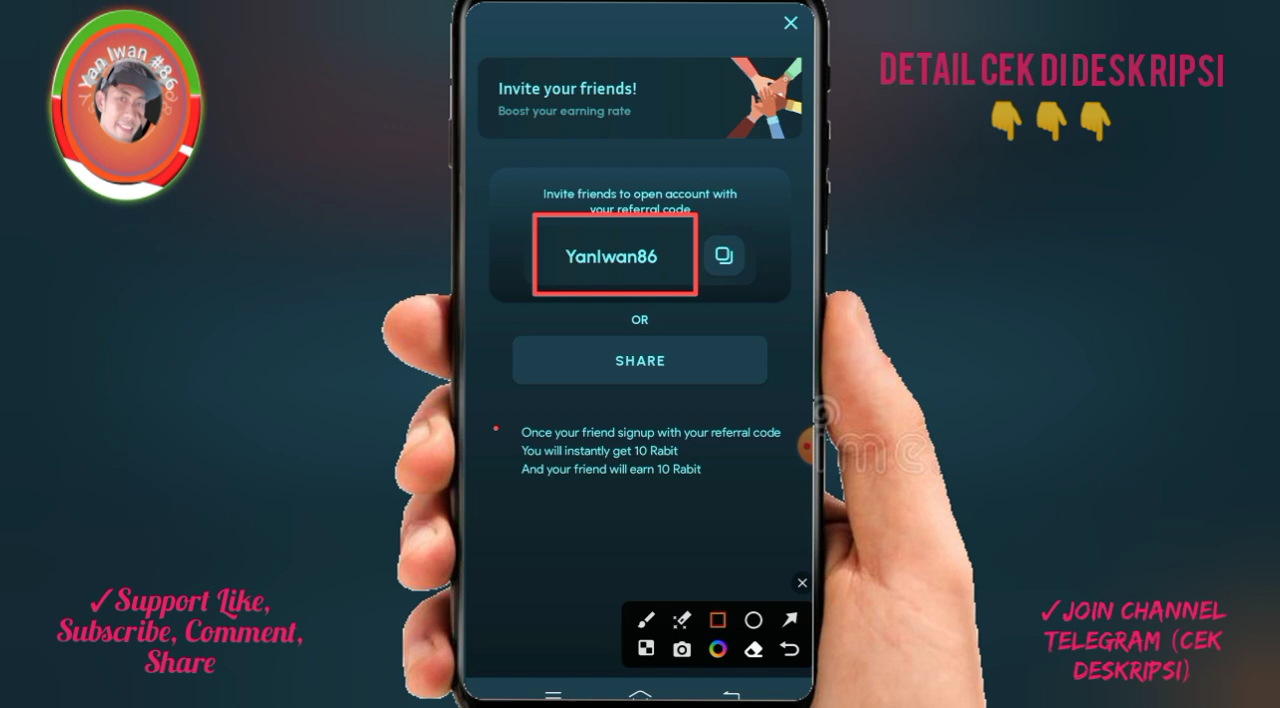 Yan Iwan #86
DETAIL CEK DI DESKRIPSI
👇👇👇
Invite your friends!
Boost your earning rate
Invite friends to open account with
your referral code
YanIwan86
OR
SHARE
Once your friend signup with your referral code
You will instantly get 10 Rabit
And your friend will earn 10 Rabit
ime
✓Support Like,
Subscribe, Comment,
Share
✓JOIN CHANNEL
TELEGRAM (CEK
DESKRIPSI)